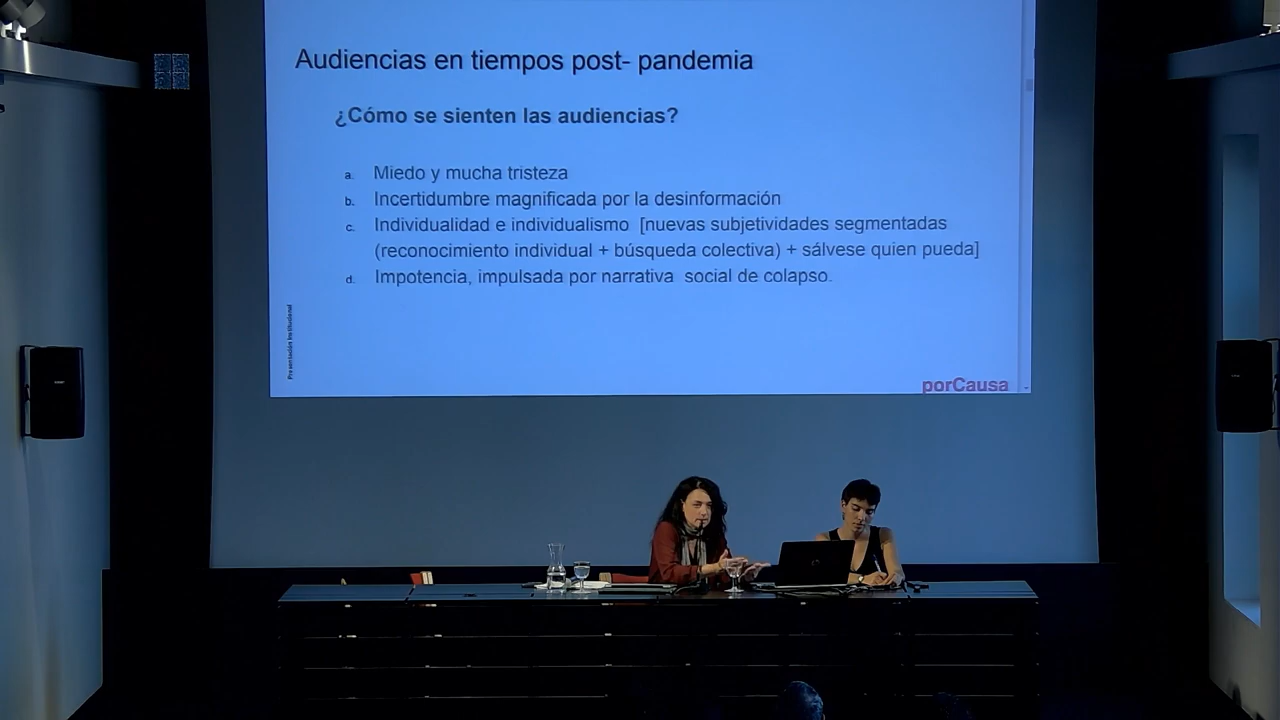 Audiencias en tiempos post- pandemia
¿Cómo se sienten las audiencias?
a. Miedo y mucha tristeza
b. Incertidumbre magnificada por la desinformación
c. Individualidad e individualismo [nuevas subjetividades segmentadas
(reconocimiento individual + búsqueda colectiva) + sálvese quien pueda]
d. Impotencia, impulsada por narrativa social de colapso.
Presentación Institucional
porCausa